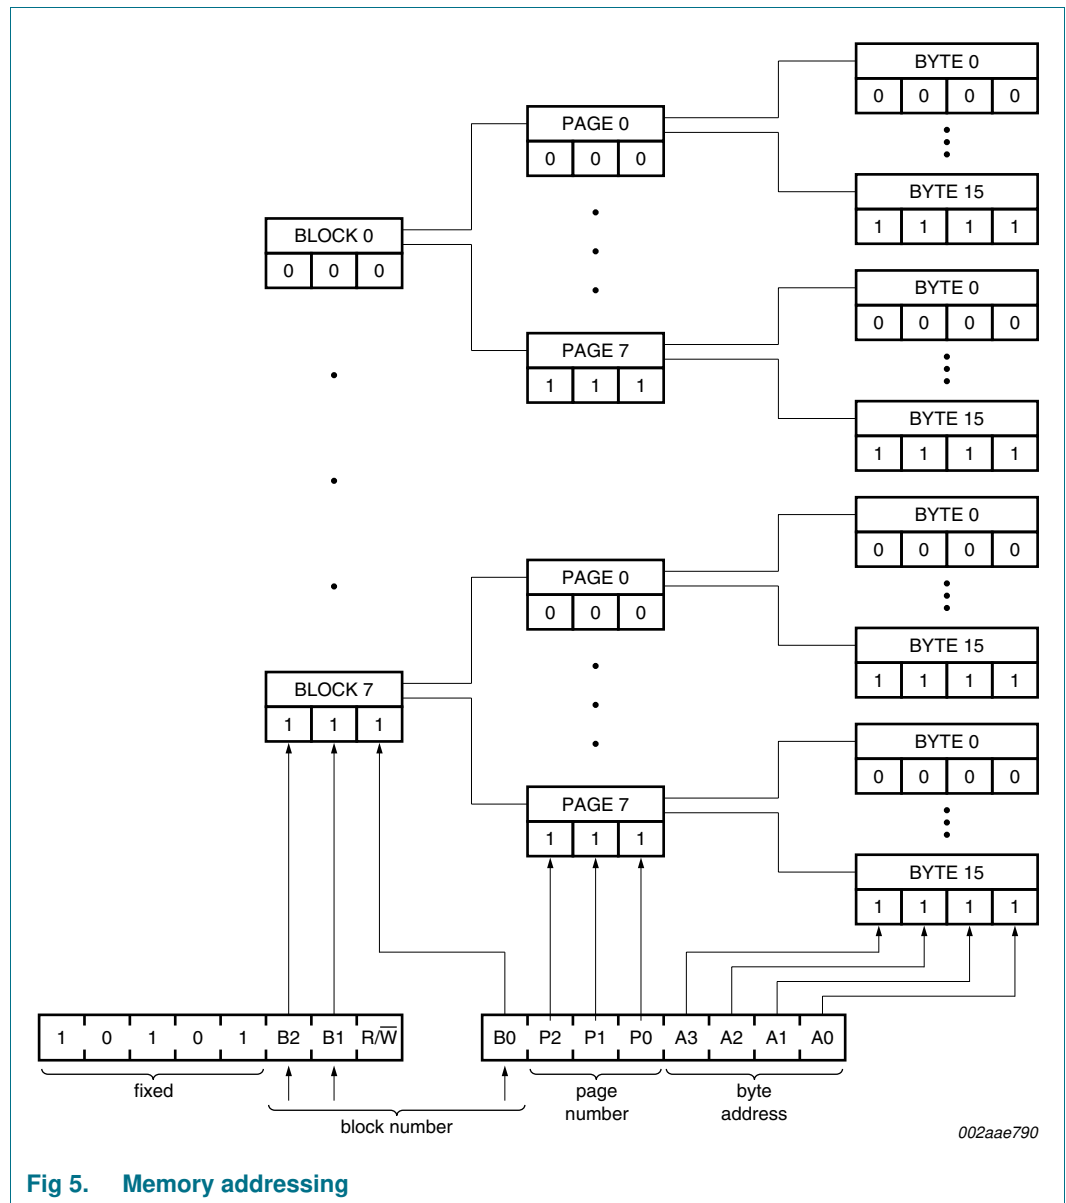 BYTE 0
0 0 0 0
PAGE 0
0 0 0
BYTE 15
1 1 1 1
BLOCK 0
0 0 0
BYTE 0
0 0 0 0
PAGE 7
1 1 1
BYTE 15
1 1 1 1
BYTE 0
0 0 0 0
PAGE 0
0 0 0
BYTE 15
1 1 1 1
BLOCK 7
1 1 1
BYTE 0
0 0 0 0
PAGE 7
1 1 1
BYTE 15
1 1 1 1
1 0 1 0 1 B2 B1 R/W̅ B0 P2 P1 P0 A3 A2 A1 A0
fixed
block number
page
number
byte
address
002aae790
Fig 5. Memory addressing